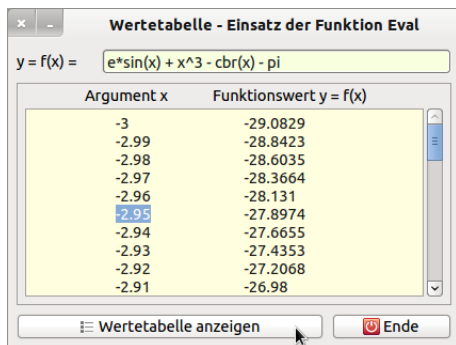 Wertetabelle - Einsatz der Funktion Eval
y = f(x) = e*sin(x) + x^3 - cbr(x) - pi
Argument x Funktionswert y = f(x)
-3 -29.0829
-2.99 -28.8423
-2.98 -28.6035
-2.97 -28.3664
-2.96 -28.131
-2.95 -27.8974
-2.94 -27.6655
-2.93 -27.4353
-2.92 -27.2068
-2.91 -26.98
Wertetabelle anzeigen Ende